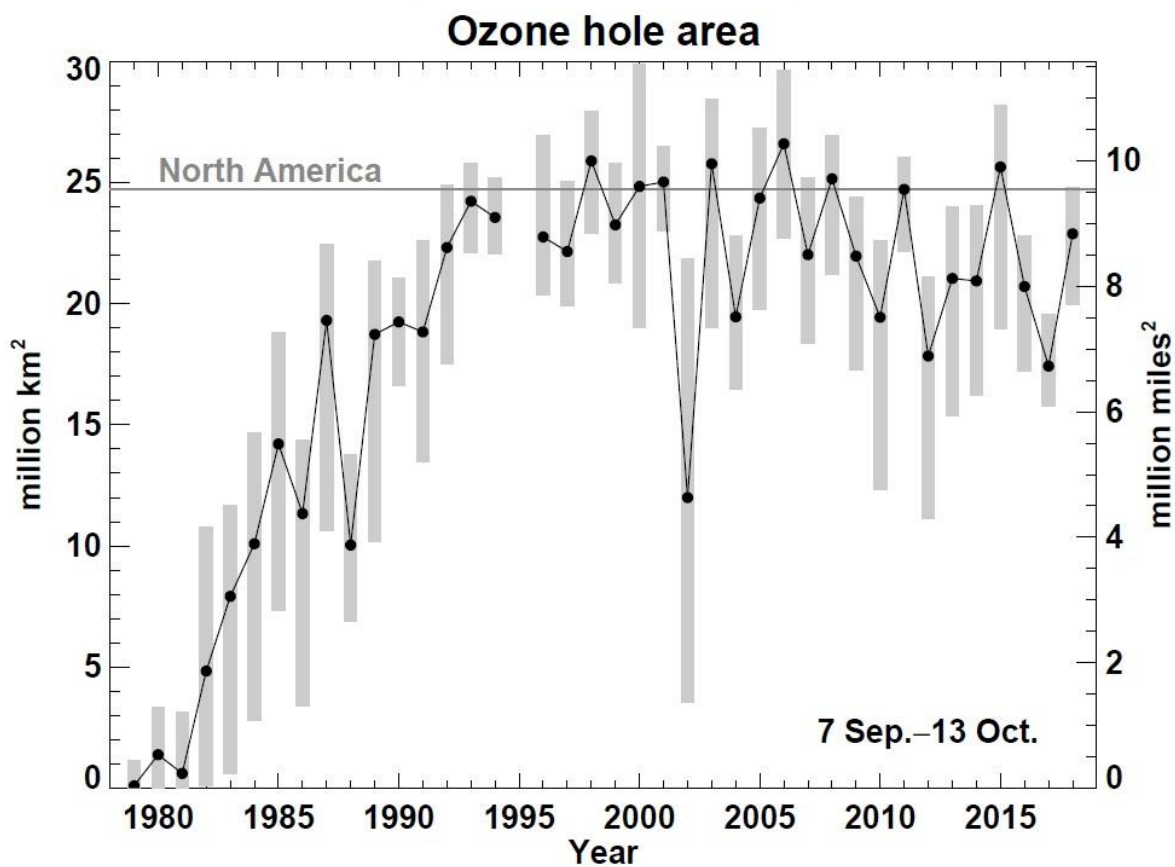 Ozone hole area
30
25
20
15
10
5
0
million km²
North America
10
8
6
4
2
0
million miles²
7 Sep.–13 Oct.
1980 1985 1990 1995 2000 2005 2010 2015
Year